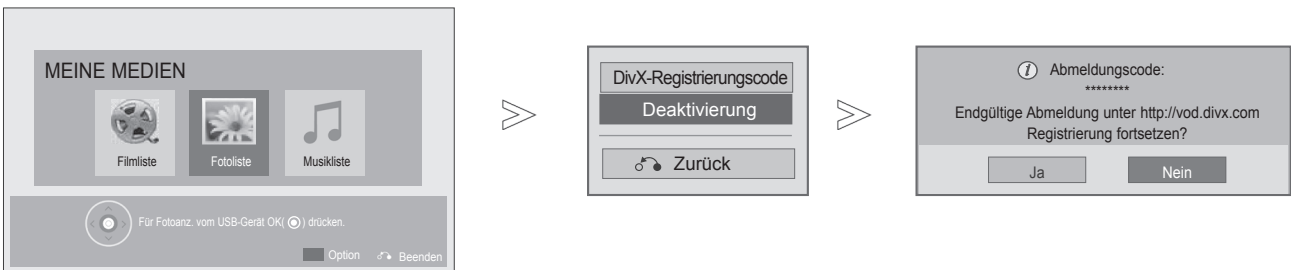 MEINE MEDIEN
Filmliste
Fotoliste
Musikliste
Für Fotoanz. vom USB-Gerät OK(◉) drücken.
Option
Beenden
DivX-Registrierungscode
Deaktivierung
Zurück
Abmeldungscode:
********
Endgültige Abmeldung unter http://vod.divx.com
Registrierung fortsetzen?
Ja
Nein